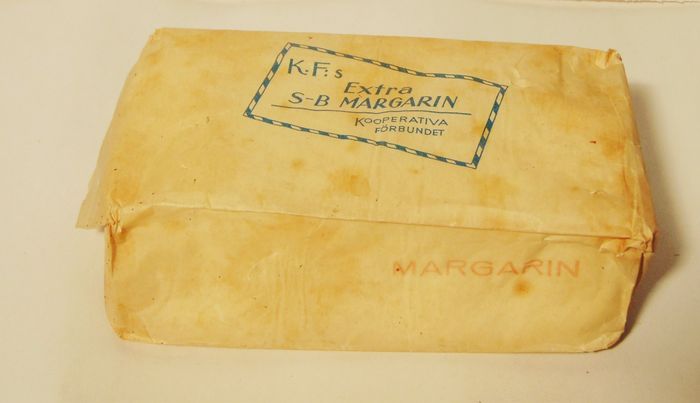 K.F:s
Extra
S-B MARGARIN
KOOPERATIVA
FÖRBUNDET
MARGARIN